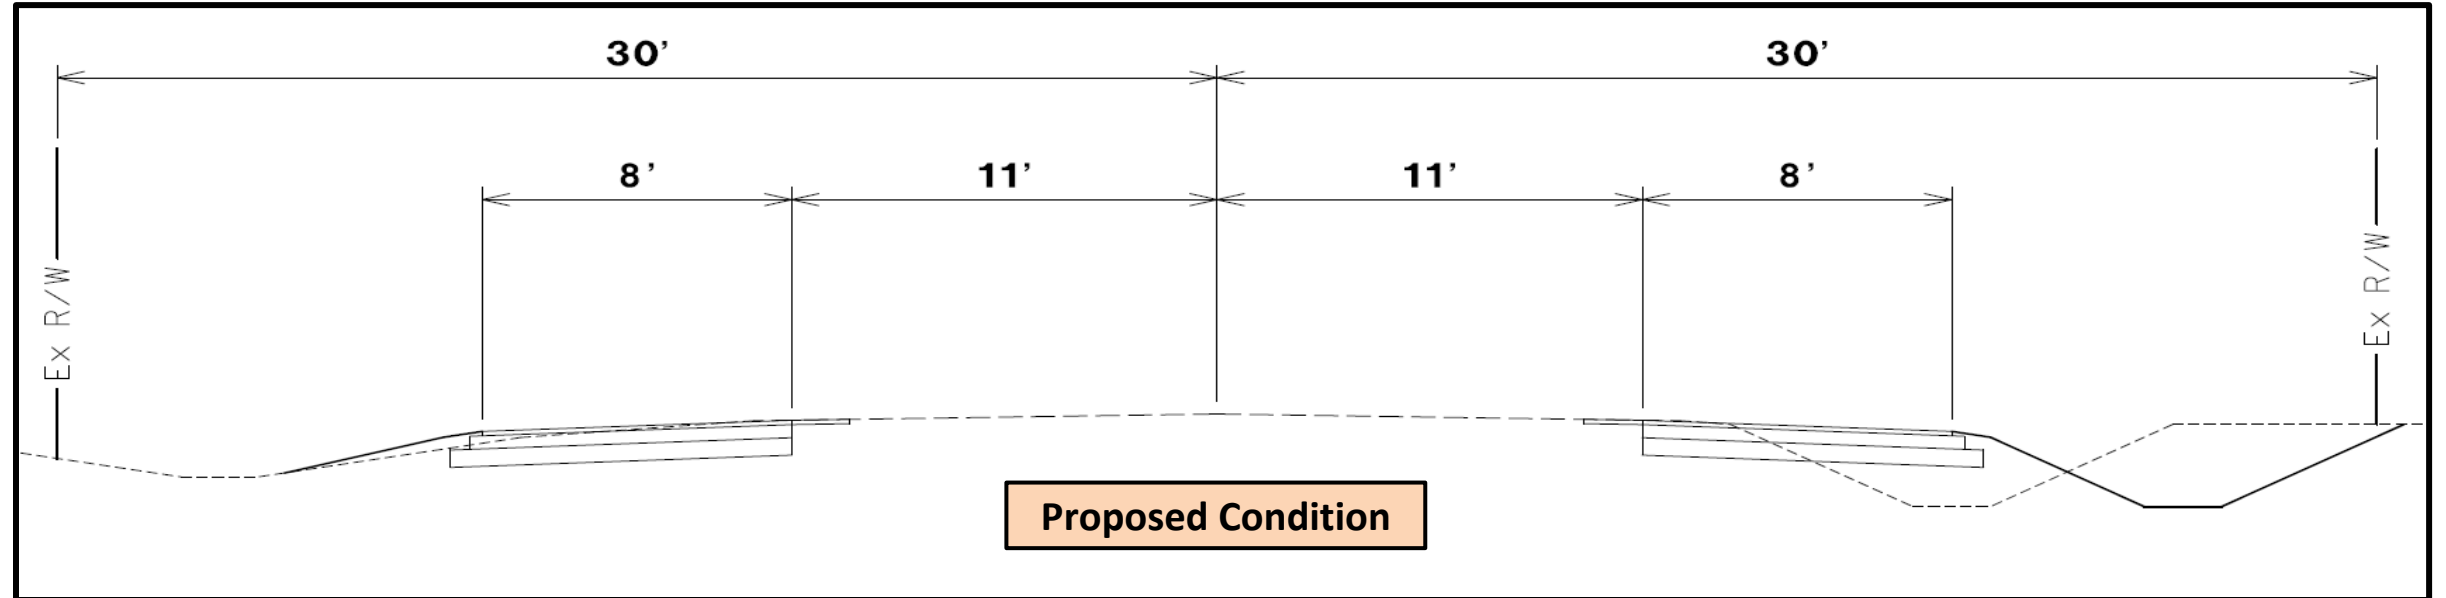 30’
30’
8’
11’
11’
8’
Ex R/W
Ex R/W
Proposed Condition